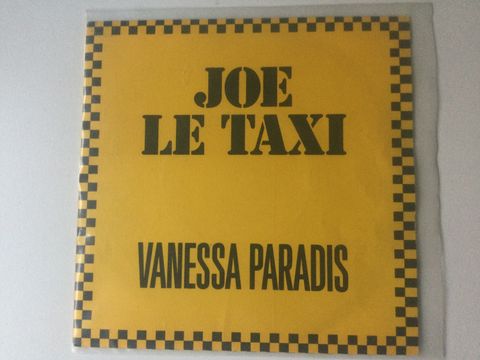 JOE
LE TAXI
VANESSA PARADIS